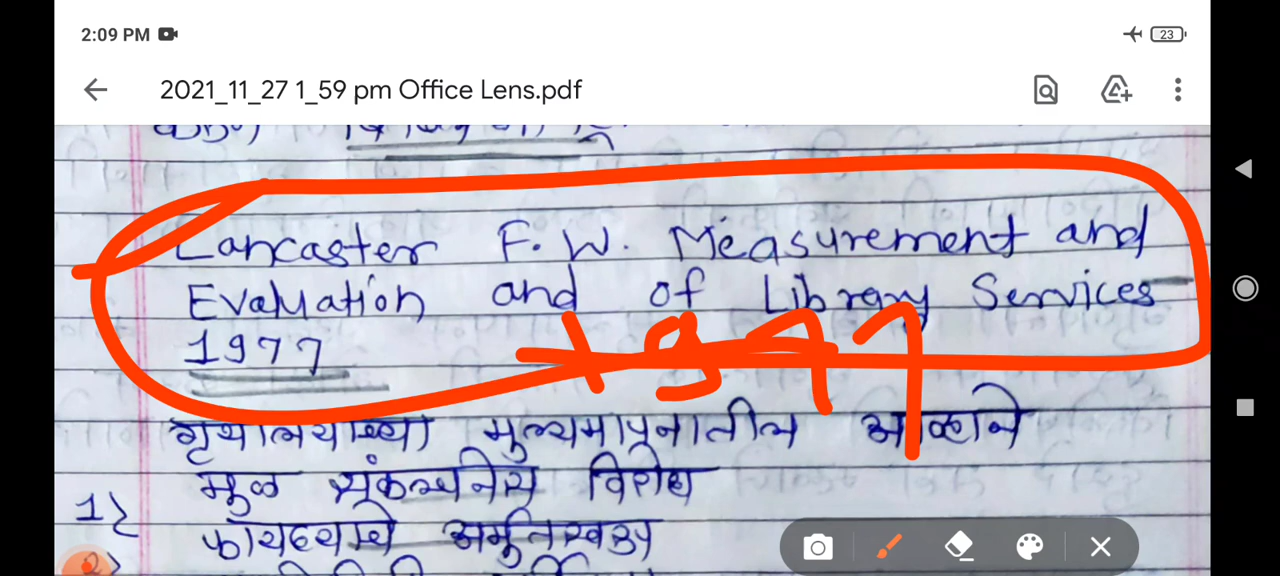 2:09 PM
23
2021_11_27 1_59 pm Office Lens.pdf
Lancaster F. W. Measurement and
Evaluation and of Library Services
1977
1977
मुल्यमापनातील आव्हाने
मुळ संकल्पनेस विरोध
1)
फायद्याचे अमुर्तस्वरूप
2)